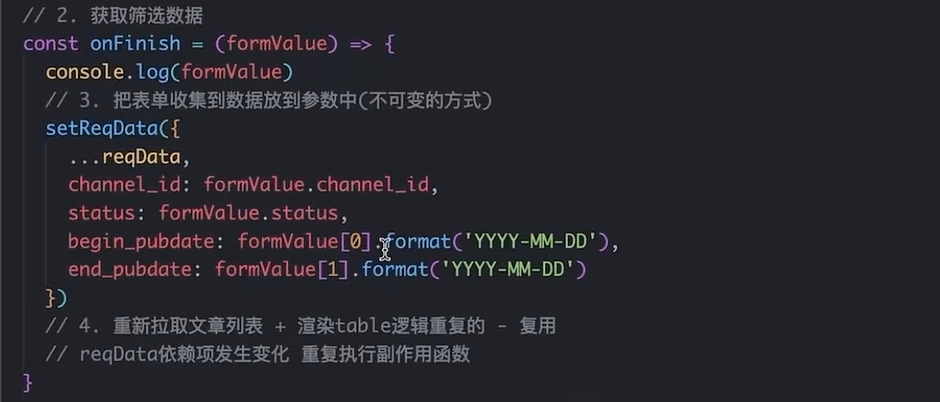 // 2. 获取筛选数据
const onFinish = (formValue) => {
console.log(formValue)
// 3. 把表单收集到数据放到参数中(不可变的方式)
setReqData({
...reqData,
channel_id: formValue.channel_id,
status: formValue.status,
begin_pubdate: formValue[0].format('YYYY-MM-DD'),
end_pubdate: formValue[1].format('YYYY-MM-DD')
})
// 4. 重新拉取文章列表 + 渲染table逻辑重复的 - 复用
// reqData依赖项发生变化 重复执行副作用函数
}